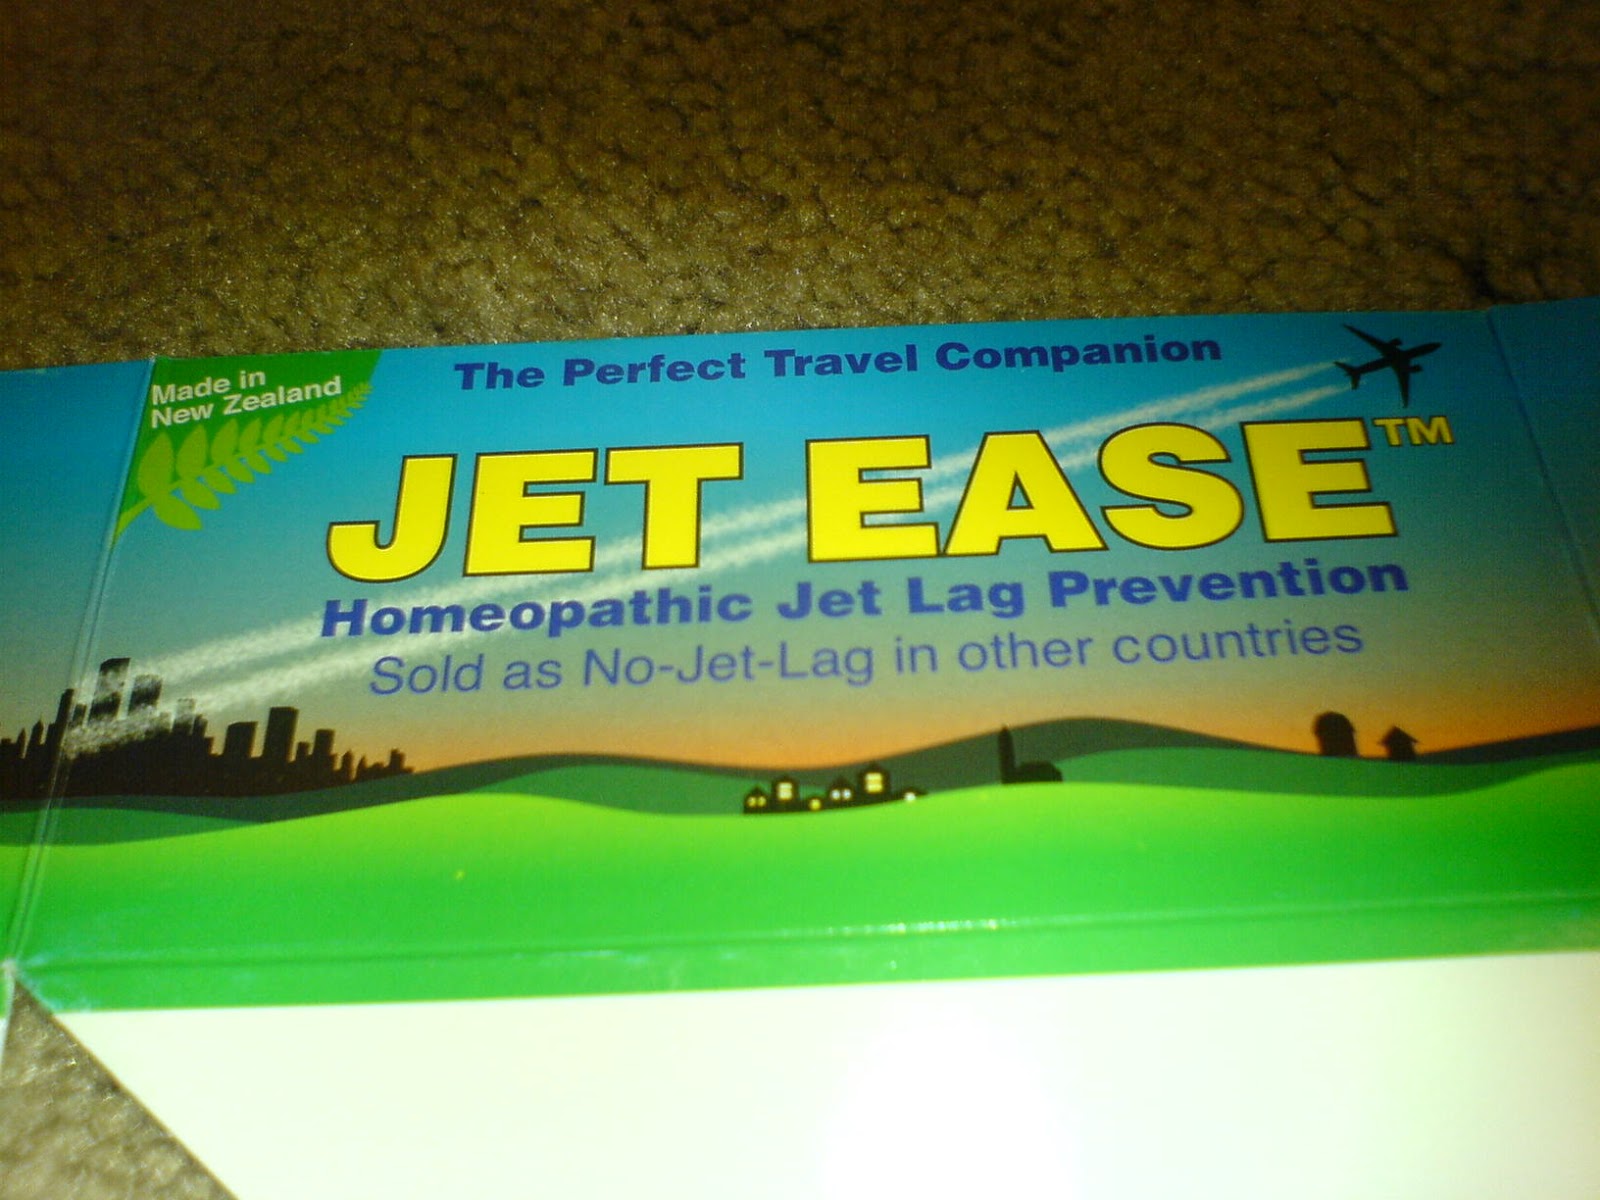 Made in
New Zealand
The Perfect Travel Companion
JET EASE™
Homeopathic Jet Lag Prevention
Sold as No-Jet-Lag in other countries